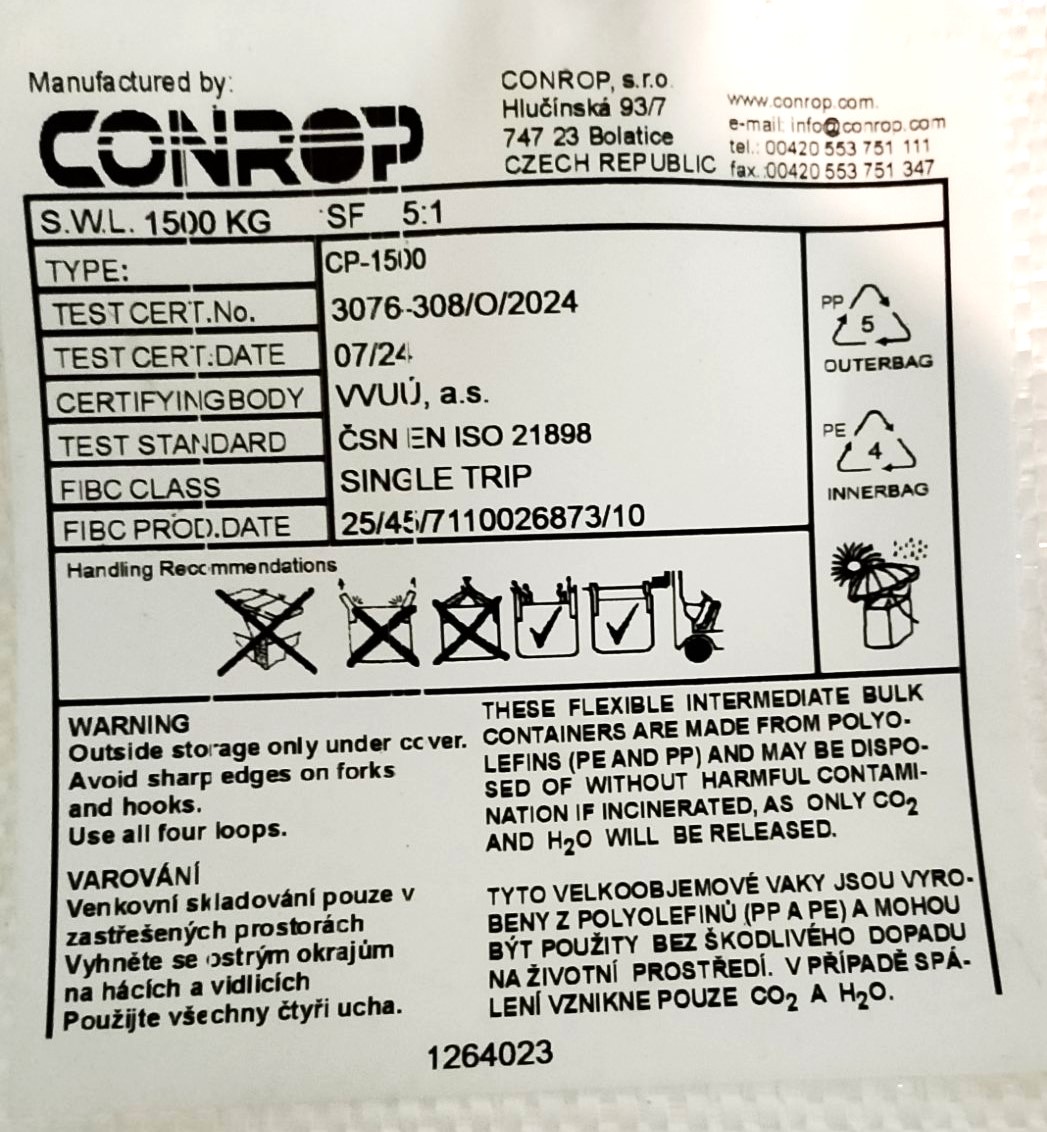 Manufactured by:
CONROP
CONROP, s.r.o.
Hlučínská 93/7
747 23 Bolatice
CZECH REPUBLIC
www.conrop.com.
e-mail: info@conrop.com
tel.: 00420 553 751 111
fax.:00420 553 751 347
S.W.L. 1500 KG SF 5:1
TYPE: CP-1500
TEST CERT.No. 3076-308/O/2024
TEST CERT.DATE 07/24
CERTIFYING BODY VVUÚ, a.s.
TEST STANDARD ČSN EN ISO 21898
FIBC CLASS SINGLE TRIP
FIBC PROD.DATE 25/45/7110026873/10
PP
5
OUTERBAG
PE
4
INNERBAG
Handling Recommendations
WARNING
Outside storage only under cover.
Avoid sharp edges on forks
and hooks.
Use all four loops.
THESE FLEXIBLE INTERMEDIATE BULK
CONTAINERS ARE MADE FROM POLYO-
LEFINS (PE AND PP) AND MAY BE DISPO-
SED OF WITHOUT HARMFUL CONTAMI-
NATION IF INCINERATED, AS ONLY CO₂
AND H₂O WILL BE RELEASED.
VAROVÁNÍ
Venkovní skladování pouze v
zastřešených prostorách
Vyhněte se ostrým okrajům
na hácích a vidlicích
Použijte všechny čtyři ucha.
TYTO VELKOOBJEMOVÉ VAKY JSOU VYRO-
BENY Z POLYOLEFINŮ (PP A PE) A MOHOU
BÝT POUŽITY BEZ ŠKODLIVÉHO DOPADU
NA ŽIVOTNÍ PROSTŘEDÍ. V PŘÍPADĚ SPÁ-
LENÍ VZNIKNE POUZE CO₂ A H₂O.
1264023